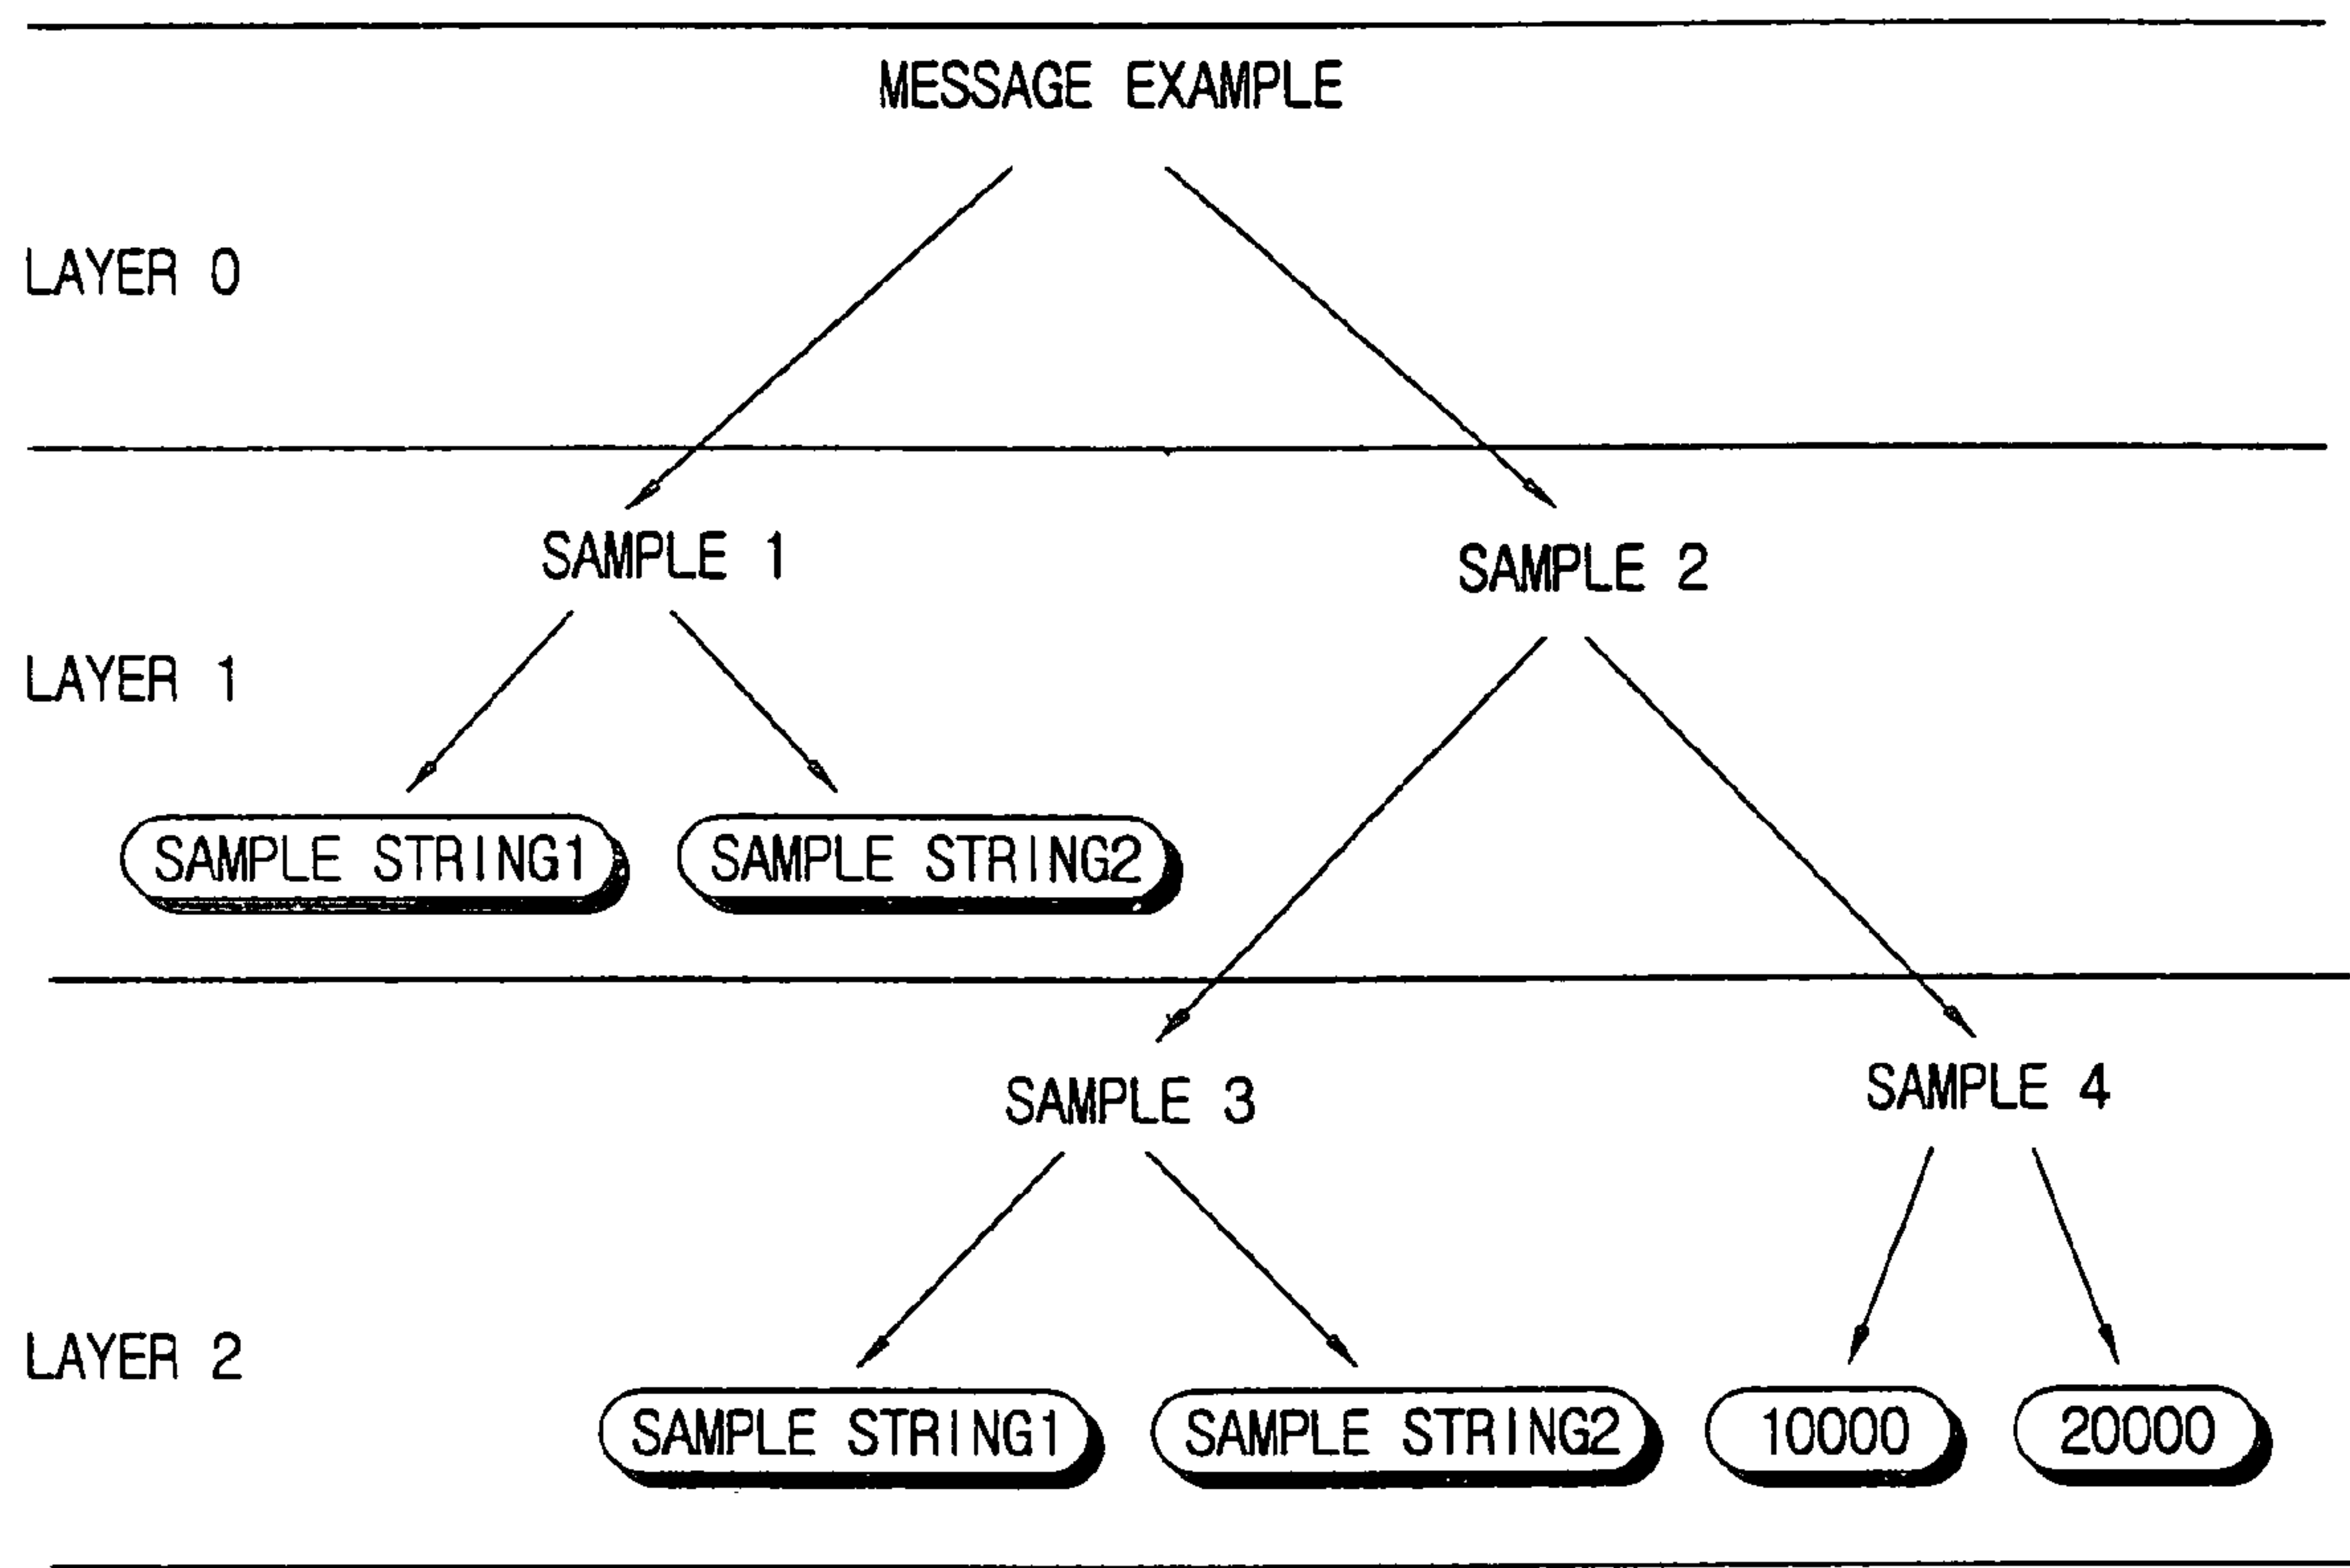 MESSAGE EXAMPLE
LAYER 0
SAMPLE 1
SAMPLE 2
LAYER 1
SAMPLE STRING1
SAMPLE STRING2
SAMPLE 3
SAMPLE 4
LAYER 2
SAMPLE STRING1
SAMPLE STRING2
10000
20000